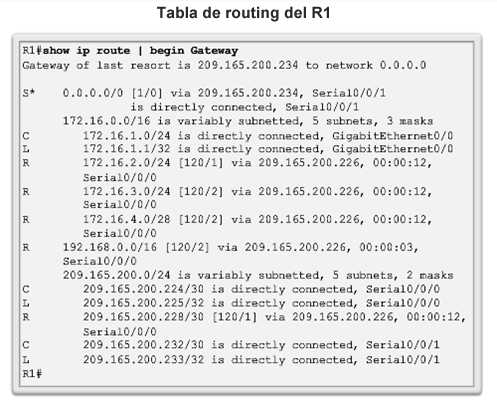 Tabla de routing del R1
R1#show ip route | begin Gateway
Gateway of last resort is 209.165.200.234 to network 0.0.0.0
S* 0.0.0.0/0 [1/0] via 209.165.200.234, Serial0/0/1
is directly connected, Serial0/0/1
172.16.0.0/16 is variably subnetted, 5 subnets, 3 masks
C 172.16.1.0/24 is directly connected, GigabitEthernet0/0
L 172.16.1.1/32 is directly connected, GigabitEthernet0/0
R 172.16.2.0/24 [120/1] via 209.165.200.226, 00:00:12,
Serial0/0/0
R 172.16.3.0/24 [120/2] via 209.165.200.226, 00:00:12,
Serial0/0/0
R 172.16.4.0/28 [120/2] via 209.165.200.226, 00:00:12,
Serial0/0/0
R 192.168.0.0/16 [120/2] via 209.165.200.226, 00:00:03,
Serial0/0/0
209.165.200.0/24 is variably subnetted, 5 subnets, 2 masks
C 209.165.200.224/30 is directly connected, Serial0/0/0
L 209.165.200.225/32 is directly connected, Serial0/0/0
R 209.165.200.228/30 [120/1] via 209.165.200.226, 00:00:12,
Serial0/0/0
C 209.165.200.232/30 is directly connected, Serial0/0/1
L 209.165.200.233/32 is directly connected, Serial0/0/1
R1#